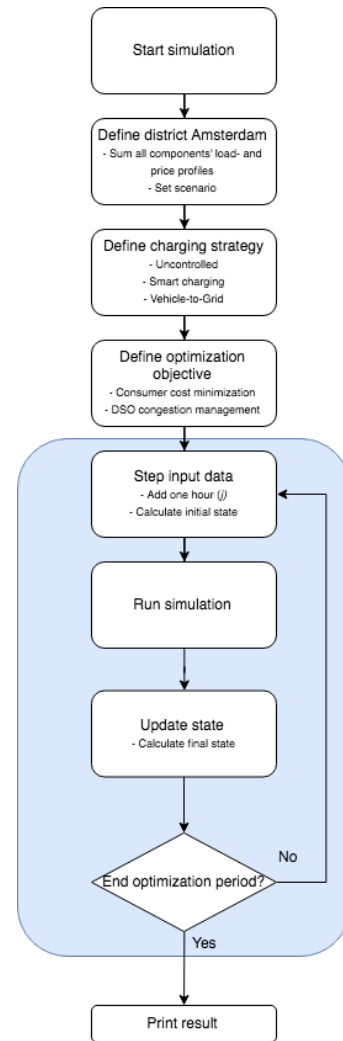 Start simulation
Define district Amsterdam
- Sum all components' load- and
price profiles
- Set scenario
Define charging strategy
- Uncontrolled
- Smart charging
- Vehicle-to-Grid
Define optimization
objective
- Consumer cost minimization
- DSO congestion management
Step input data
- Add one hour (j)
- Calculate initial state
Run simulation
Update state
- Calculate final state
End optimization period?
No
Yes
Print result